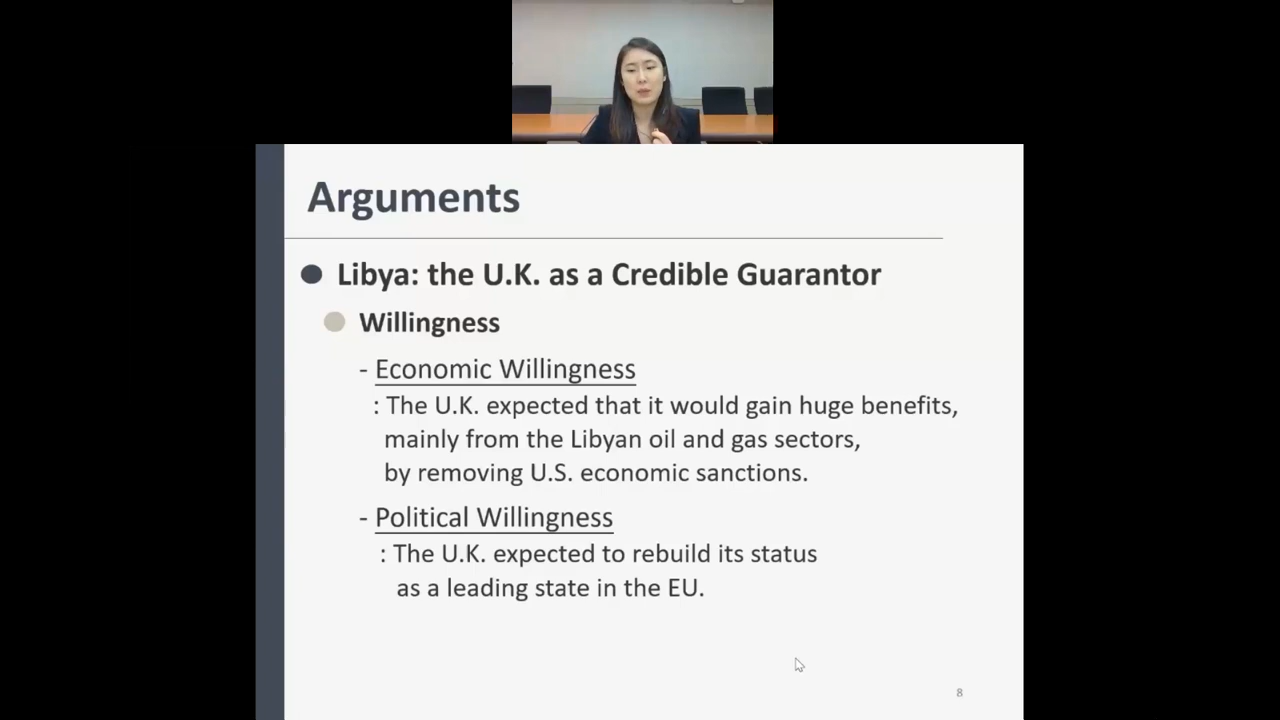 Arguments
Libya: the U.K. as a Credible Guarantor
Willingness
- Economic Willingness
: The U.K. expected that it would gain huge benefits,
mainly from the Libyan oil and gas sectors,
by removing U.S. economic sanctions.
- Political Willingness
: The U.K. expected to rebuild its status
as a leading state in the EU.
8